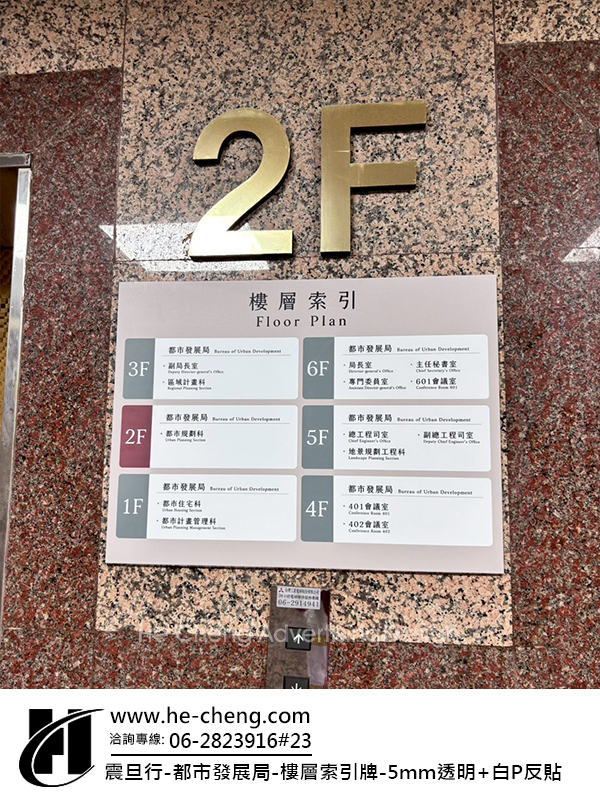 2F
樓層索引
Floor Plan
3F
都市發展局 Bureau of Urban Development
・副局長室
Deputy Director-general's Office
・區域計畫科
Regional Planning Section
2F
都市發展局 Bureau of Urban Development
・都市規劃科
Urban Planning Section
1F
都市發展局 Bureau of Urban Development
・都市住宅科
Urban Housing Section
・都市計畫管理科
Urban Planning Management Section
6F
都市發展局 Bureau of Urban Development
・局長室 ・主任秘書室
Director-general's Office Chief Secretary's Office
・專門委員室 ・601會議室
Assistant Director-general's Office Conference Room 601
5F
都市發展局 Bureau of Urban Development
・總工程司室 ・副總工程司室
Chief Engineer's Office Deputy Chief Engineer's Office
・地景規劃工程科
Landscape Planning Section
4F
都市發展局 Bureau of Urban Development
・401會議室
Conference Room 401
・402會議室
Conference Room 402
06-2914941
He-Cheng Advertising
www.he-cheng.com
洽詢專線: 06-2823916#23
震旦行-都市發展局-樓層索引牌-5mm透明+白P反貼